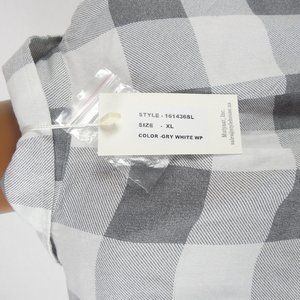 STYLE - 1614368L
SIZE - XL
COLOR -GRY WHITE WP